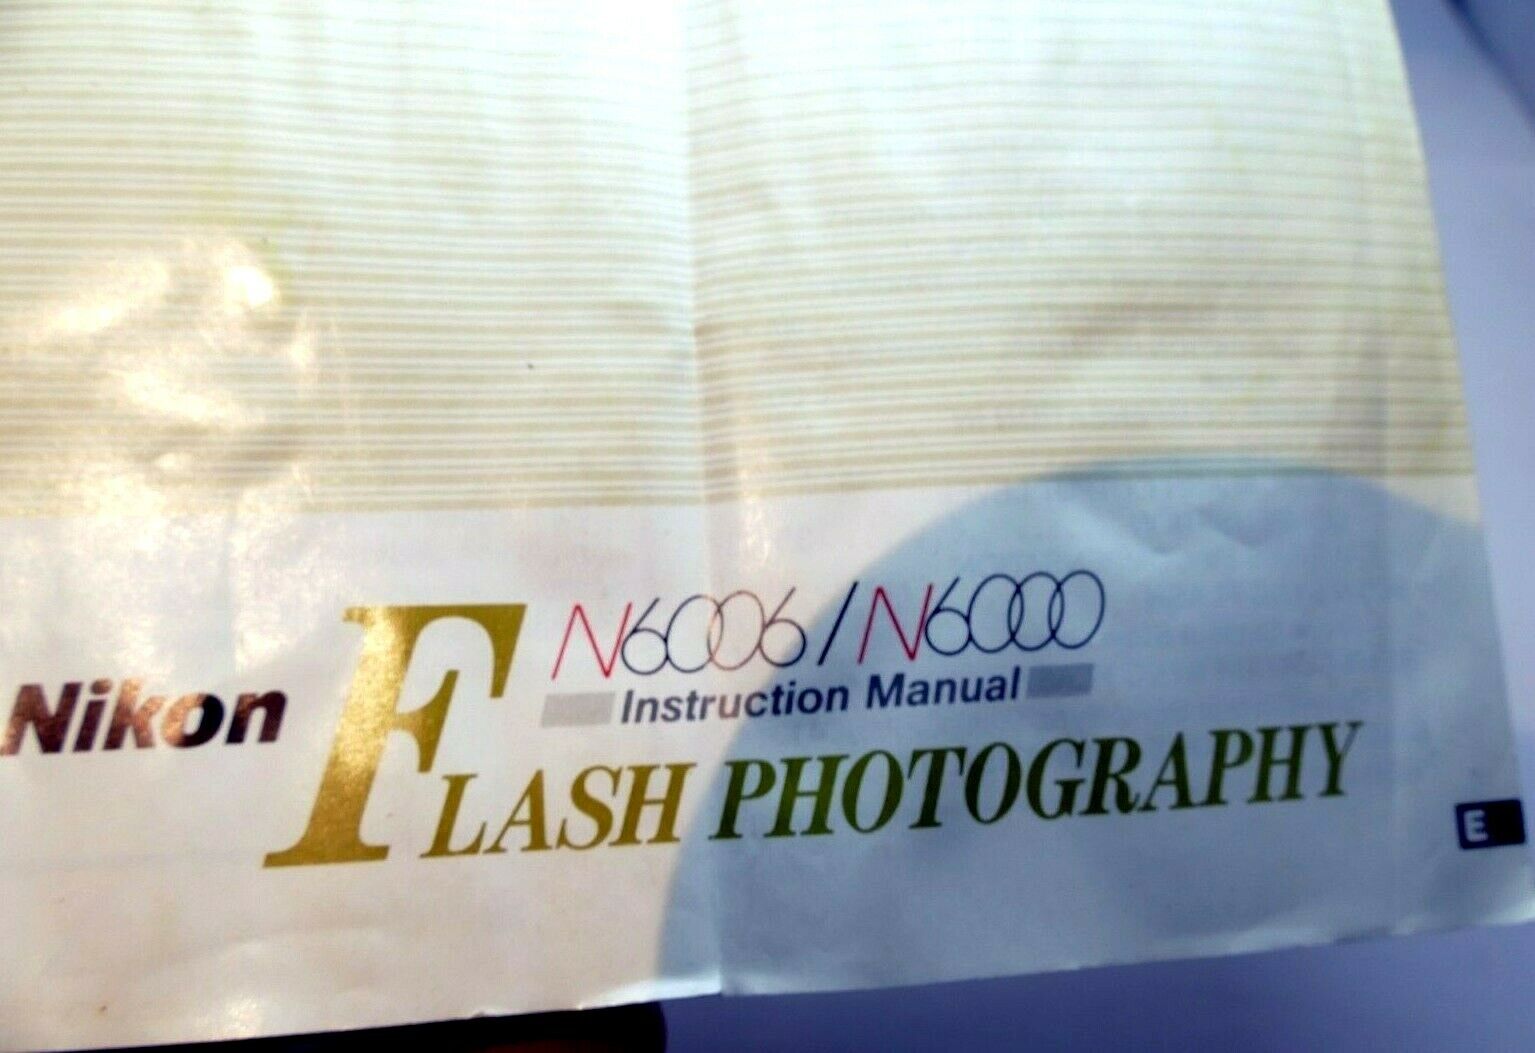 N6006/N6000
Instruction Manual
Nikon
FLASH PHOTOGRAPHY
E